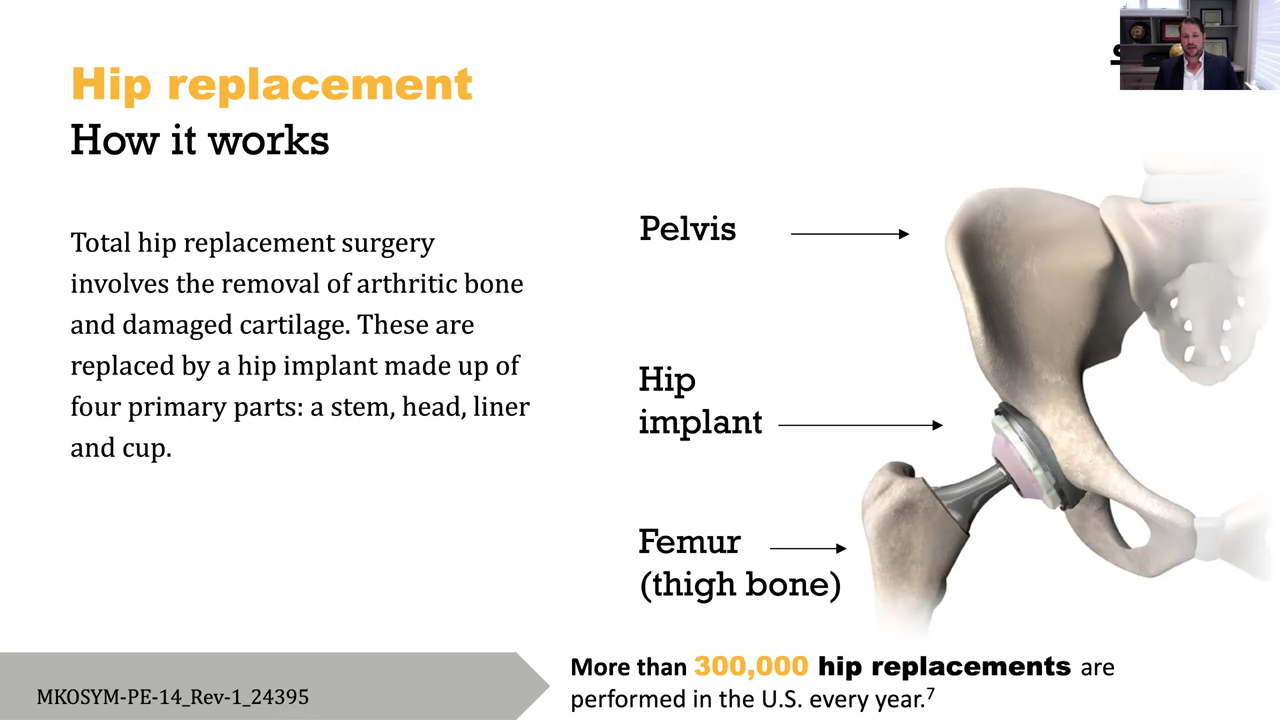 Hip replacement
How it works
Total hip replacement surgery
involves the removal of arthritic bone
and damaged cartilage. These are
replaced by a hip implant made up of
four primary parts: a stem, head, liner
and cup.
Pelvis
Hip
implant
Femur
(thigh bone)
MKOSYM-PE-14_Rev-1_24395
More than 300,000 hip replacements are
performed in the U.S. every year.7